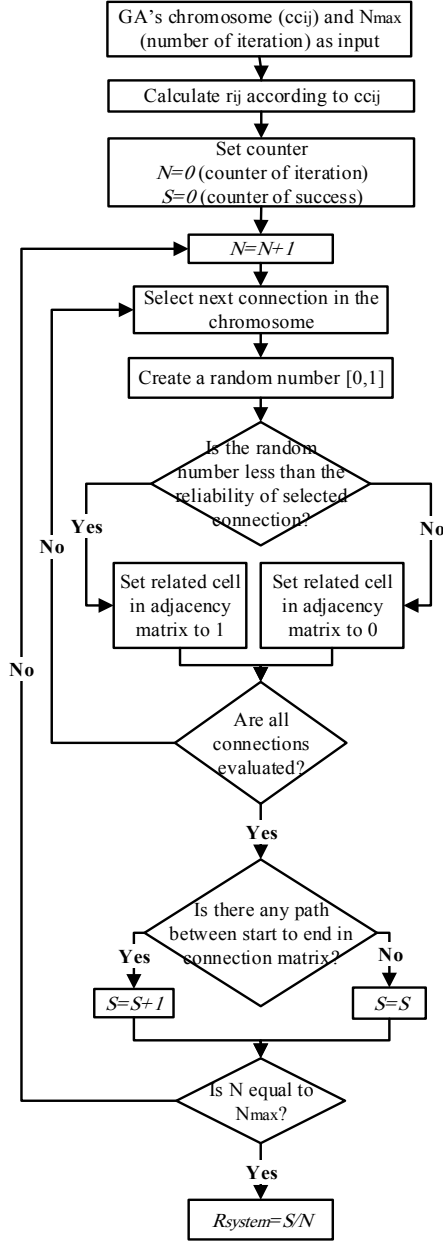 GA's chromosome (ccij) and Nmax
(number of iteration) as input
Calculate rij according to ccij
Set counter
N=0 (counter of iteration)
S=0 (counter of success)
N=N+1
Select next connection in the
chromosome
Create a random number [0,1]
Is the random
number less than the
reliability of selected
connection?
Yes
No
No
Set related cell
in adjacency
matrix to 1
Set related cell
in adjacency
matrix to 0
No
Are all
connections
evaluated?
Yes
Is there any path
between start to end in
connection matrix?
Yes
No
S=S+1
S=S
Is N equal to
Nmax?
Yes
Rsystem=S/N